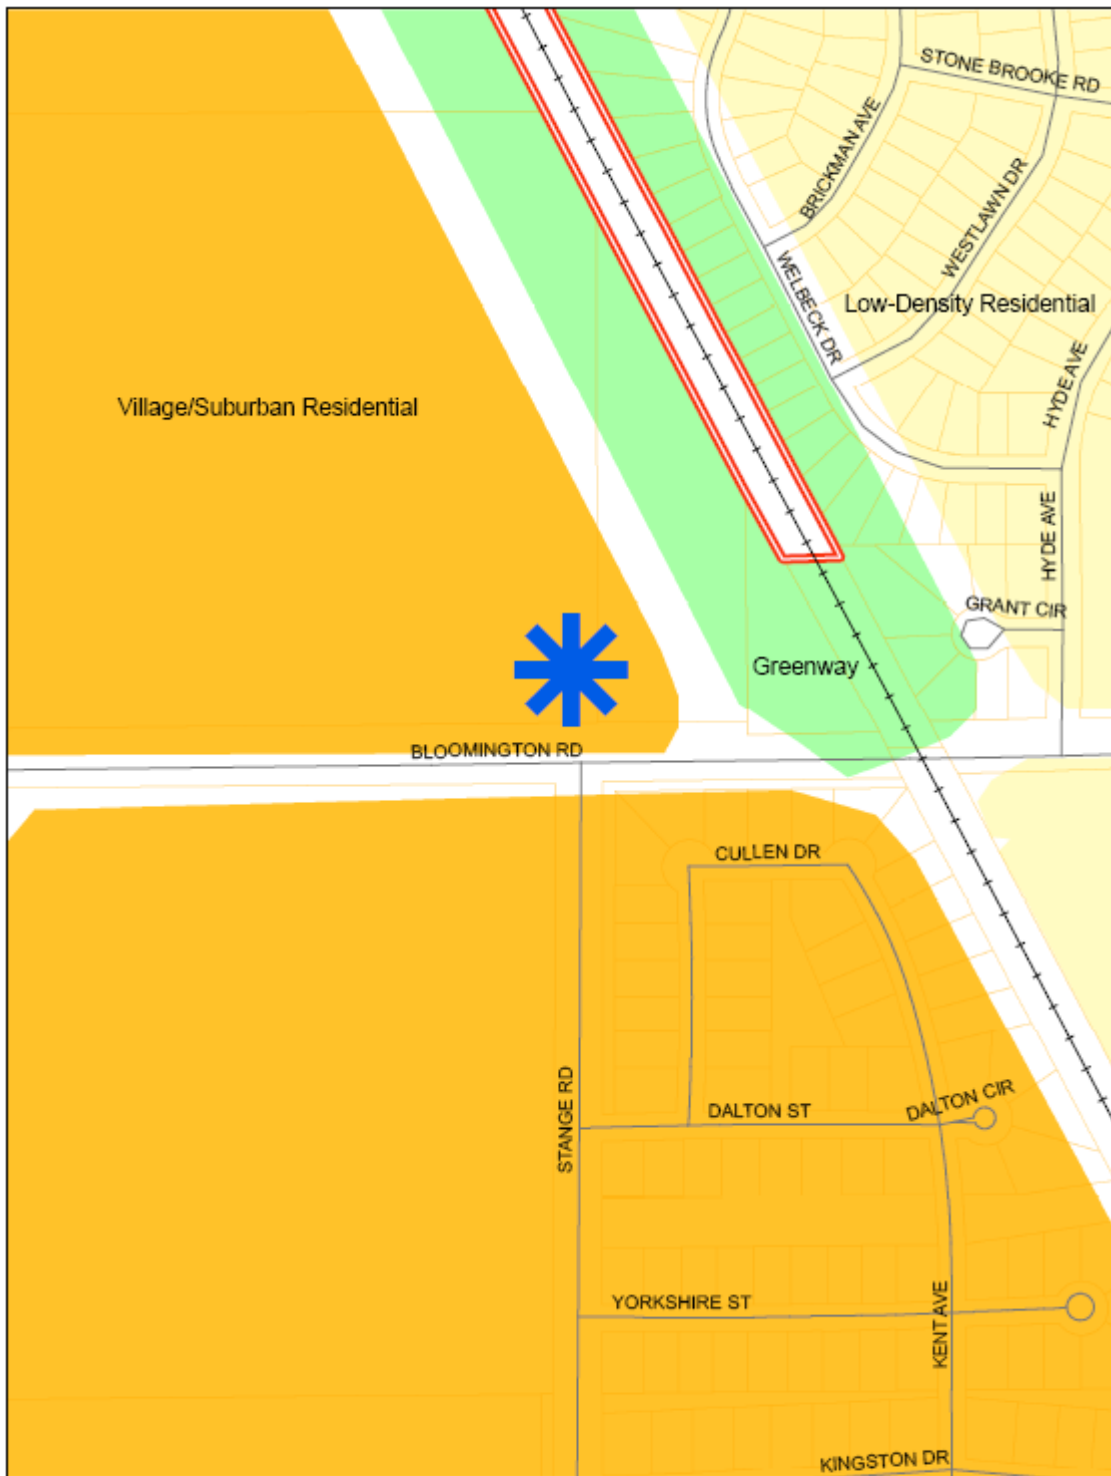 STONE BROOKE RD
BRICKMAN AVE
WESTLAWN DR
WELBECK DR
Low-Density Residential
HYDE AVE
Village/Suburban Residential
HYDE AVE
GRANT CIR
Greenway
BLOOMINGTON RD
CULLEN DR
STANGE RD
DALTON ST
DALTON CIR
YORKSHIRE ST
KENT AVE
KINGSTON DR